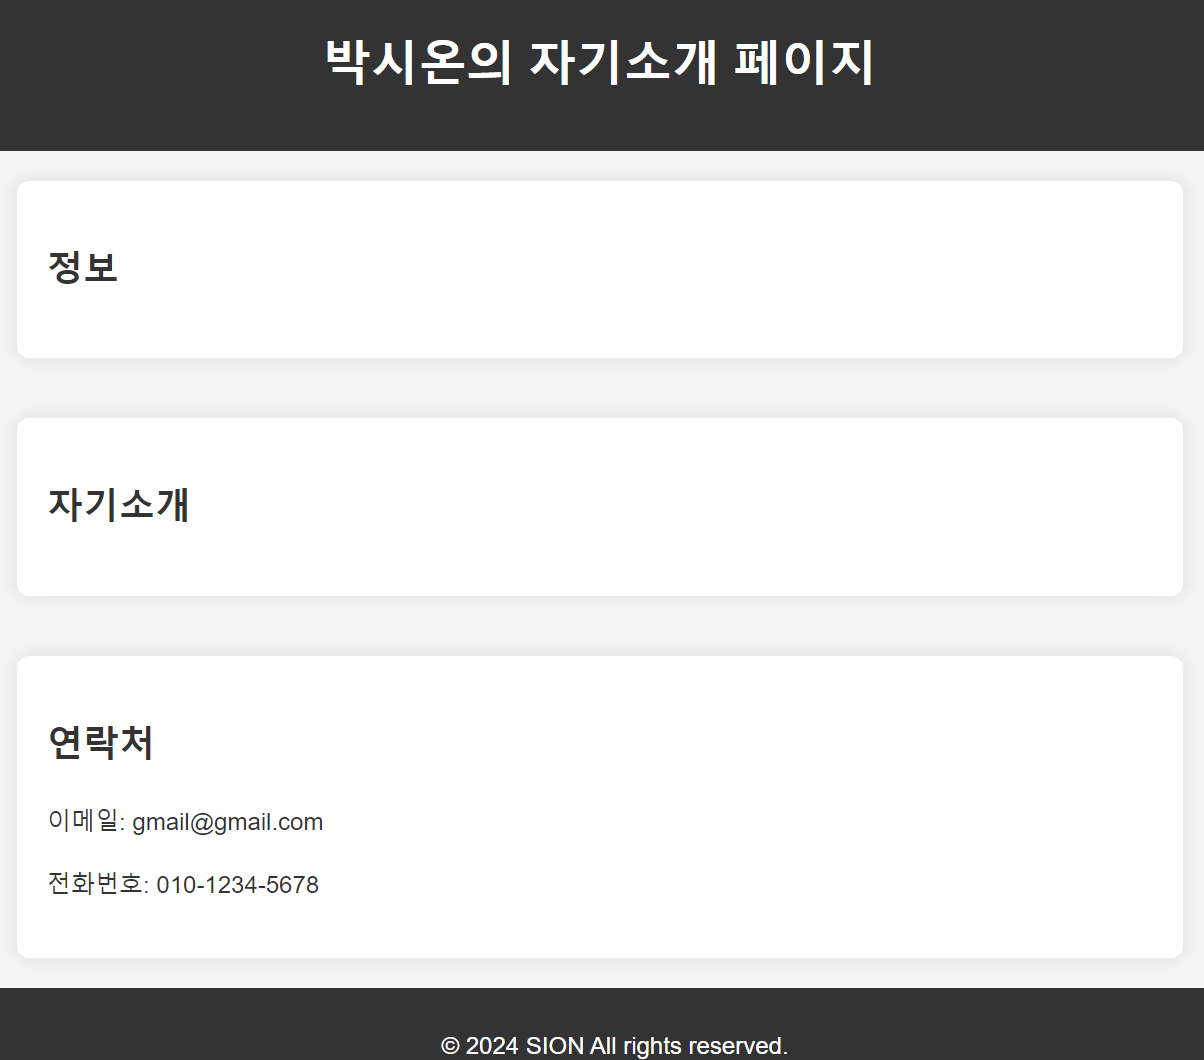 박시온의 자기소개 페이지
정보
자기소개
연락처
이메일: gmail@gmail.com
전화번호: 010-1234-5678
© 2024 SION All rights reserved.